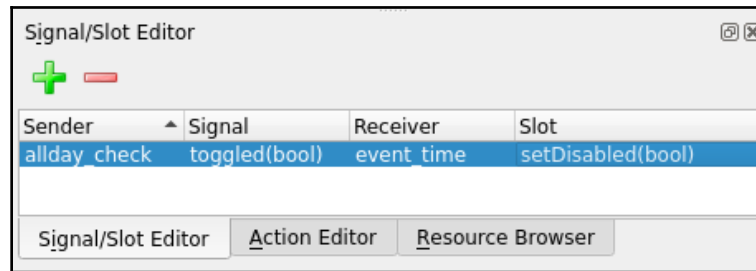 Signal/Slot Editor
Sender Signal Receiver Slot
allday_check toggled(bool) event_time setDisabled(bool)
Signal/Slot Editor Action Editor Resource Browser